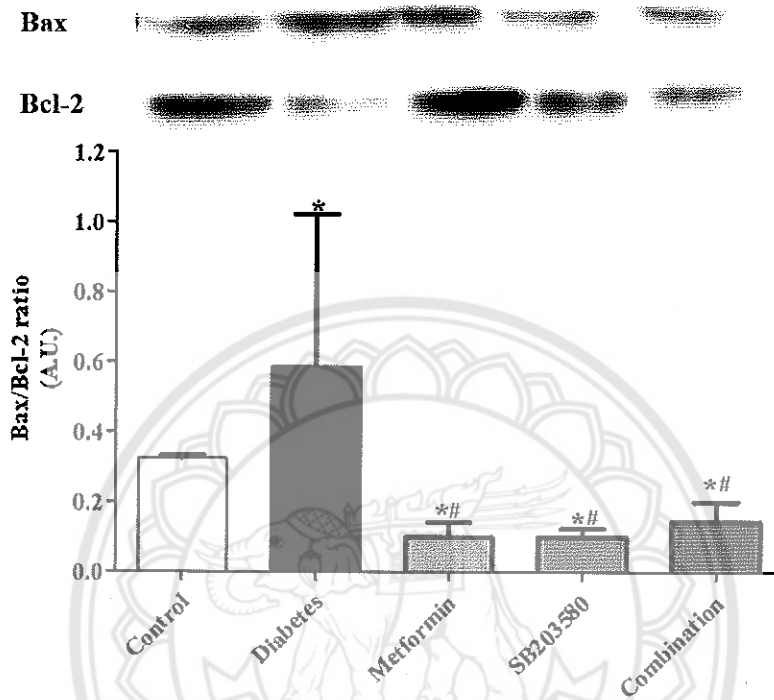 Bax
Bcl-2
1.2
1.0
0.8
0.6
0.4
0.2
0.0
Bax/Bcl-2 ratio
(A.U.)
*
*#
*#
*#
Control
Diabetes
Metformin
SB203580
Combination